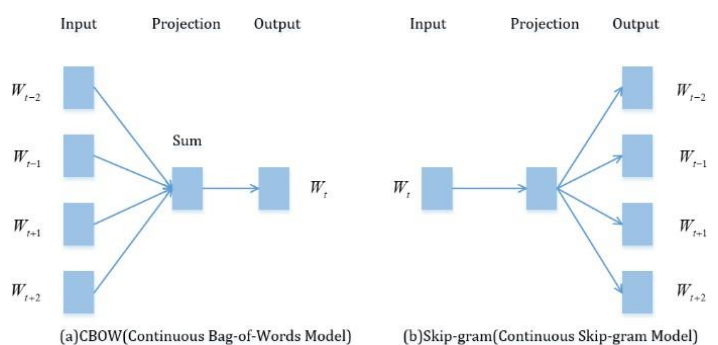 Input Projection Output Input Projection Output
W_{t-2} W_{t-2}
Sum
W_{t-1} W_{t-1}
W_t W_t
W_{t+1} W_{t+1}
W_{t+2} W_{t+2}
(a)CBOW(Continuous Bag-of-Words Model) (b)Skip-gram(Continuous Skip-gram Model)